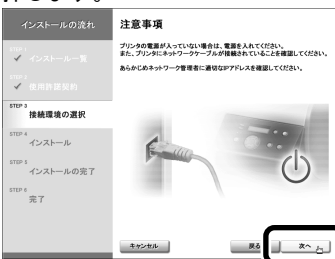 押します。
インストールの流れ
STEP 1
インストール一覧
STEP 2
使用許諾契約
STEP 3
接続環境の選択
STEP 4
インストール
STEP 5
インストールの完了
STEP 6
完了
注意事項
プリンタの電源が入っていない場合は、電源を入れてください。
また、プリンタにネットワークケーブルが接続されていることを確認してください。
あらかじめネットワーク管理者に適切なIPアドレスを確認してください。
キャンセル
戻る
次へ